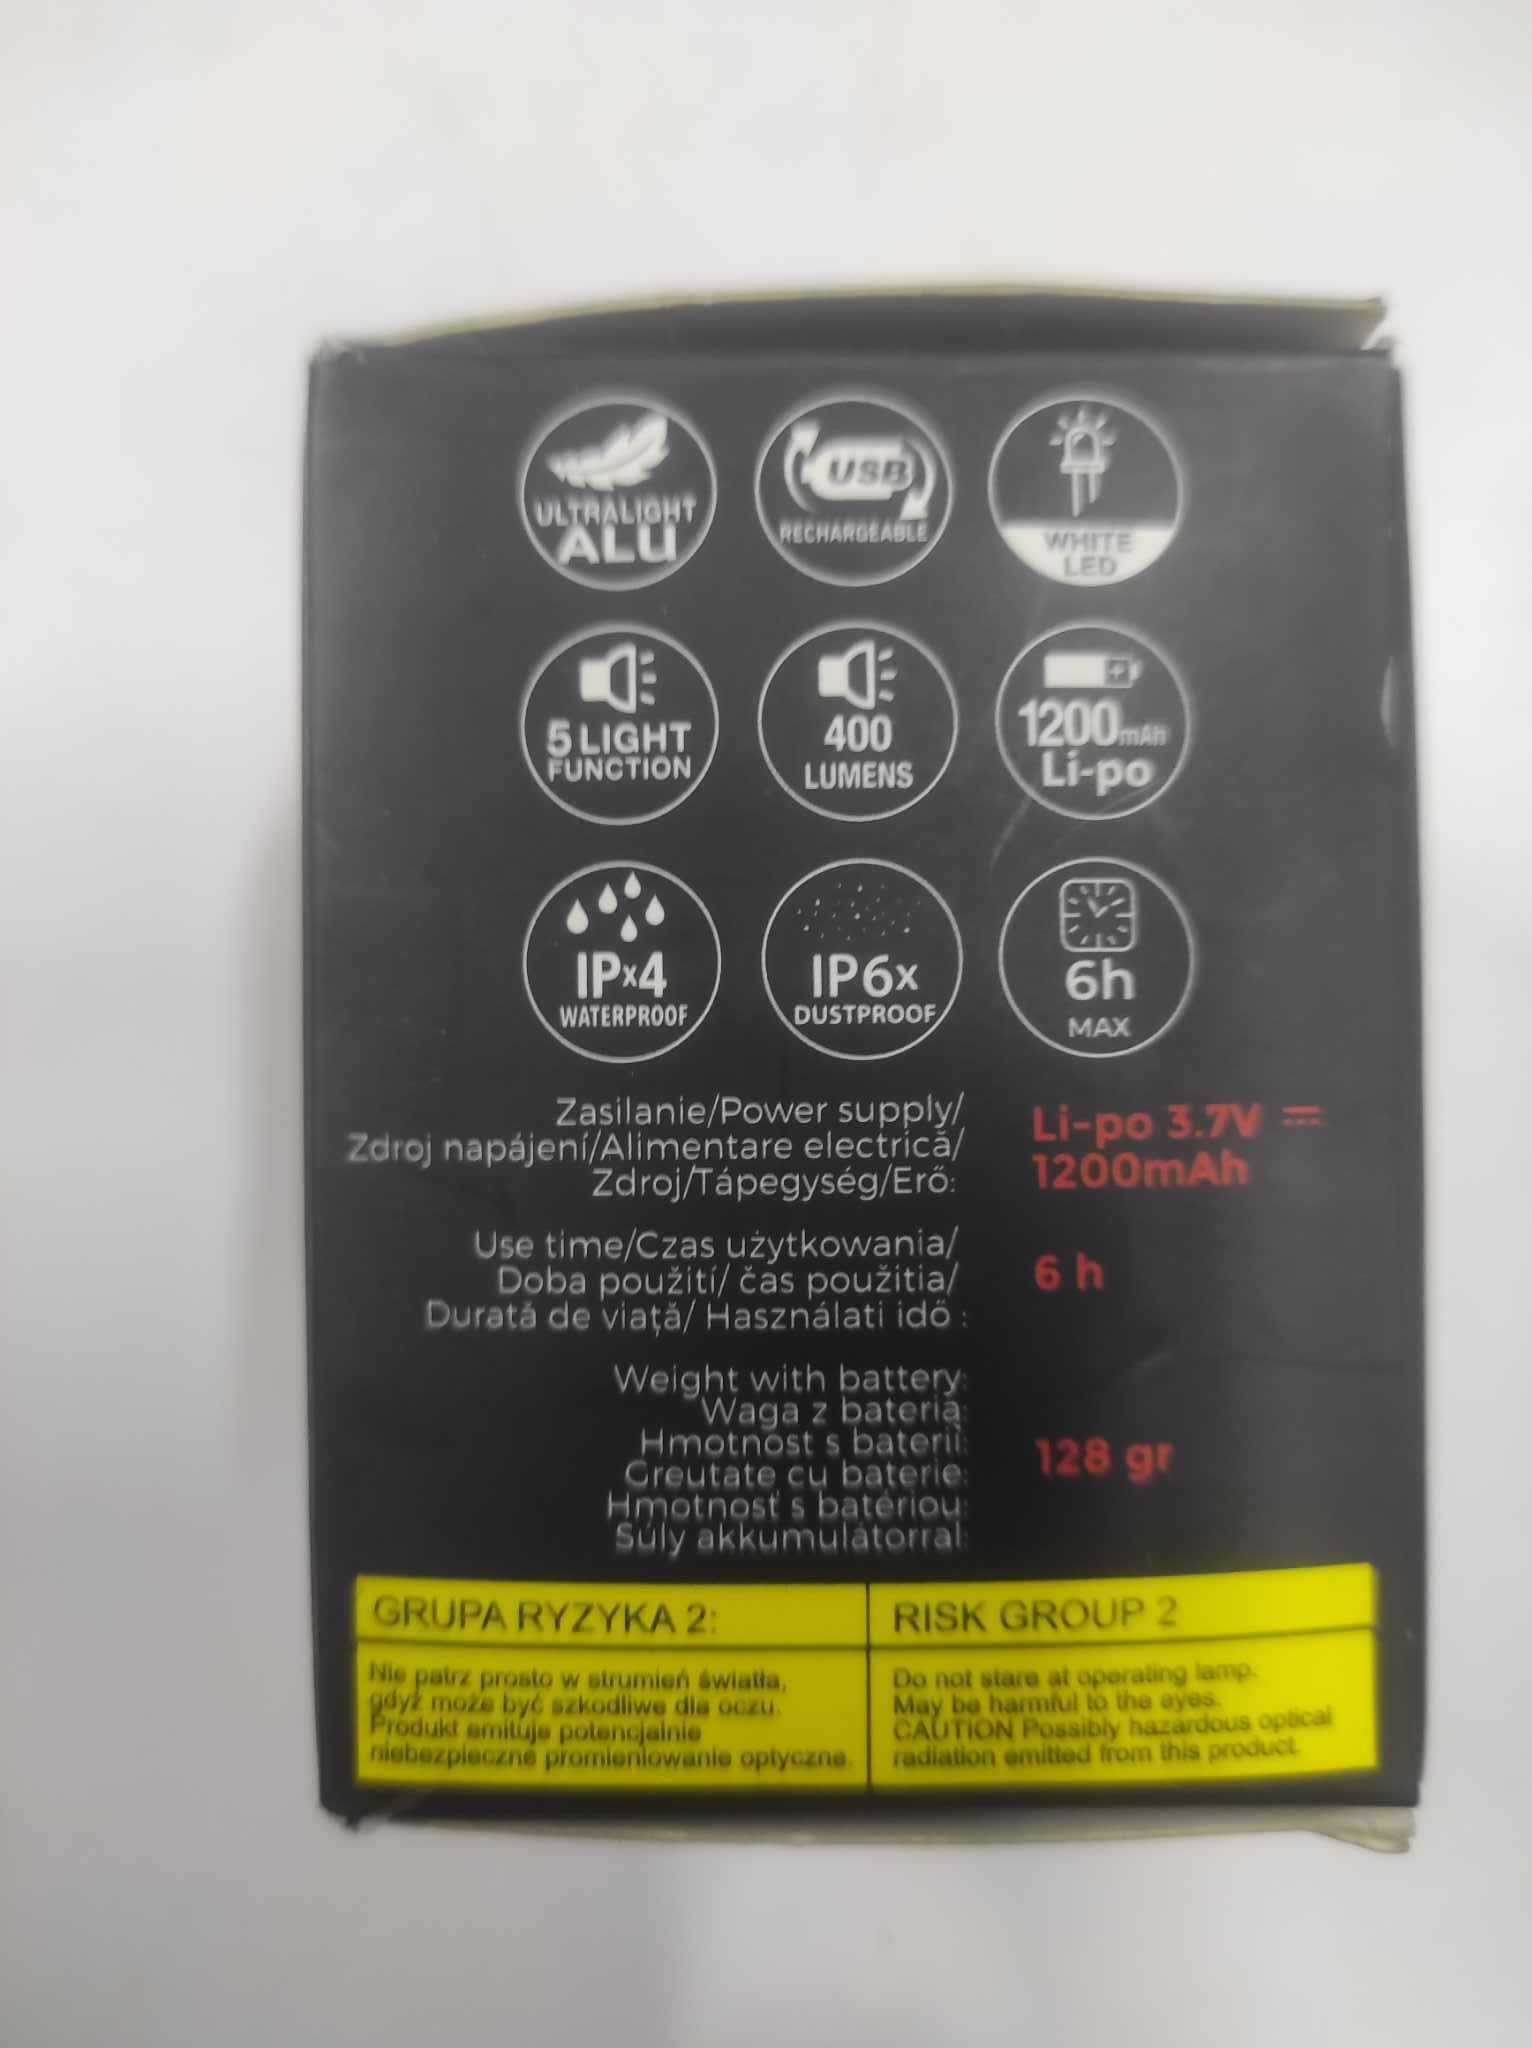 ULTRALIGHT
ALU
USB
RECHARGEABLE
WHITE
LED
5 LIGHT
FUNCTION
400
LUMENS
1200mAh
Li-po
IPx4
WATERPROOF
IP6x
DUSTPROOF
6h
MAX
Zasilanie/Power supply/
Zdroj napájení/Alimentare electrică/
Zdroj/Tápegység/Erő:
Li-po 3.7V ⎓
1200mAh
Use time/Czas użytkowania/
Doba použití/ čas použitia/
Durată de viață/ Használati idő :
6 h
Weight with battery:
Waga z baterią:
Hmotnost s baterií:
Greutate cu baterie:
Hmotnosť s batériou:
Súly akkumulátorral:
128 gr
GRUPA RYZYKA 2:
Nie patrz prosto w strumień światła,
gdyż może być szkodliwe dla oczu.
Produkt emituje potencjalnie
niebezpieczne promieniowanie optyczne.
RISK GROUP 2
Do not stare at operating lamp.
May be harmful to the eyes.
CAUTION Possibly hazardous optical
radiation emitted from this product.